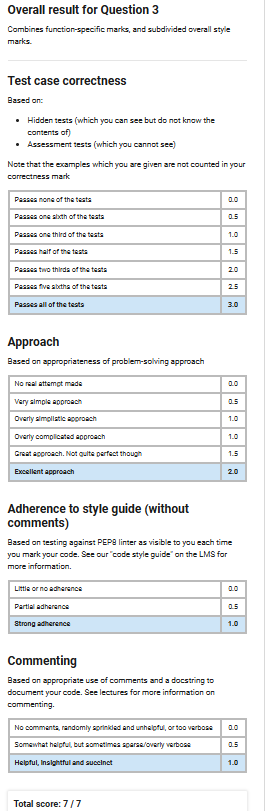 Overall result for Question 3
Combines function-specific marks, and subdivided overall style
marks.
Test case correctness
Based on:
• Hidden tests (which you can see but do not know the
contents of)
• Assessment tests (which you cannot see)
Note that the examples which you are given are not counted in your
correctness mark
Passes none of the tests 0.0
Passes one sixth of the tests 0.5
Passes one third of the tests 1.0
Passes half of the tests 1.5
Passes two thirds of the tests 2.0
Passes five sixths of the tests 2.5
Passes all of the tests 3.0
Approach
Based on appropriateness of problem-solving approach
No real attempt made 0.0
Very simple approach 0.5
Overly simplistic approach 1.0
Overly complicated approach 1.0
Great approach. Not quite perfect though 1.5
Excellent approach 2.0
Adherence to style guide (without
comments)
Based on testing against PEP8 linter as visible to you each time
you mark your code. See our "code style guide" on the LMS for
more information.
Little or no adherence 0.0
Partial adherence 0.5
Strong adherence 1.0
Commenting
Based on appropriate use of comments and a docstring to
document your code. See lectures for more information on
commenting.
No comments, randomly sprinkled and unhelpful, or too verbose 0.0
Somewhat helpful, but sometimes sparse/overly verbose 0.5
Helpful, insightful and succinct 1.0
Total score: 7 / 7